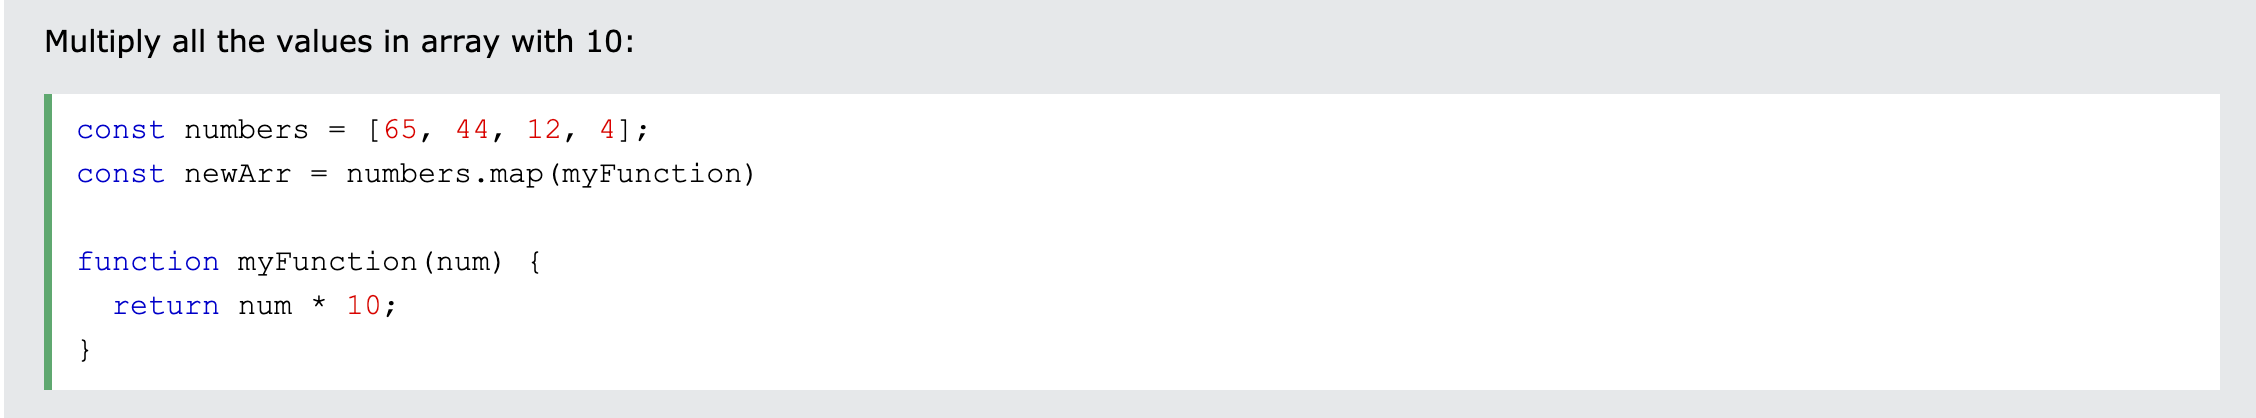 Multiply all the values in array with 10:
const numbers = [65, 44, 12, 4];
const newArr = numbers.map(myFunction)
function myFunction(num) {
  return num * 10;
}